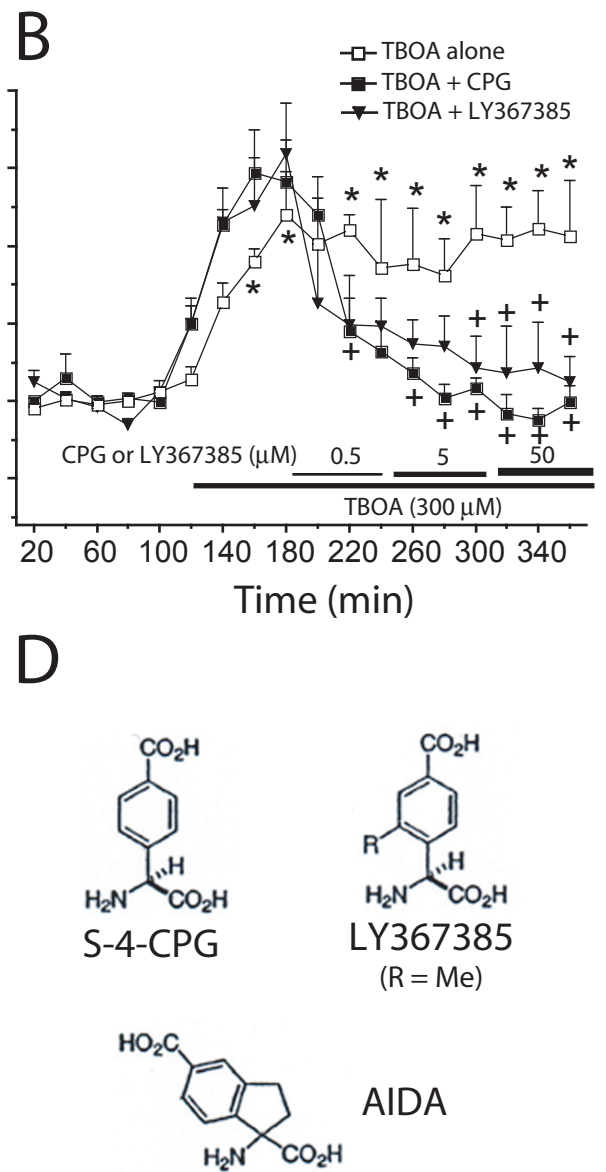 B
TBOA alone
TBOA + CPG
TBOA + LY367385
* * * * * * * *
* *
+ + + +
+ + + + + + +
CPG or LY367385 (µM) 0.5 5 50
TBOA (300 µM)
20 60 100 140 180 220 260 300 340
Time (min)
D
CO₂H CO₂H
R
H H
H₂N CO₂H H₂N CO₂H
S-4-CPG LY367385
(R = Me)
HO₂C
AIDA
H₂N CO₂H